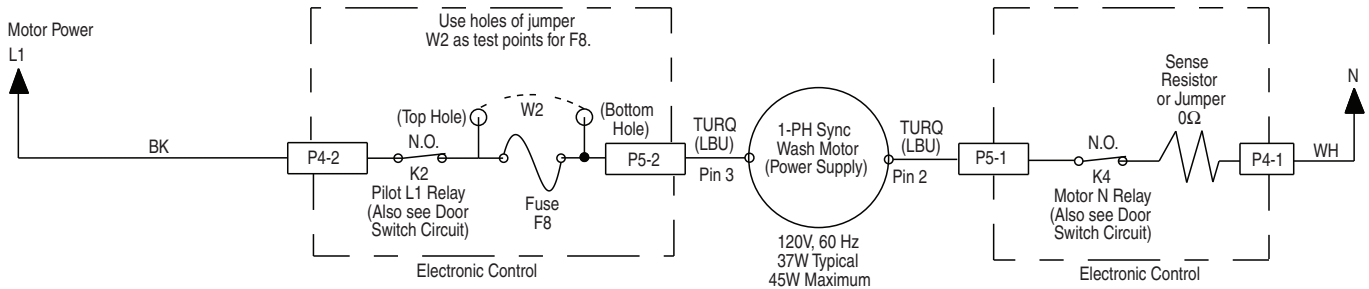 Motor Power
L1
BK
Use holes of jumper
W2 as test points for F8.
(Top Hole)
W2
(Bottom
Hole)
P4-2
N.O.
K2
Pilot L1 Relay
(Also see Door
Switch Circuit)
Fuse
F8
P5-2
Electronic Control
TURQ
(LBU)
Pin 3
1-PH Sync
Wash Motor
(Power Supply)
120V, 60 Hz
37W Typical
45W Maximum
TURQ
(LBU)
Pin 2
P5-1
N.O.
K4
Motor N Relay
(Also see Door
Switch Circuit)
Sense
Resistor
or Jumper
0Ω
P4-1
Electronic Control
WH
N